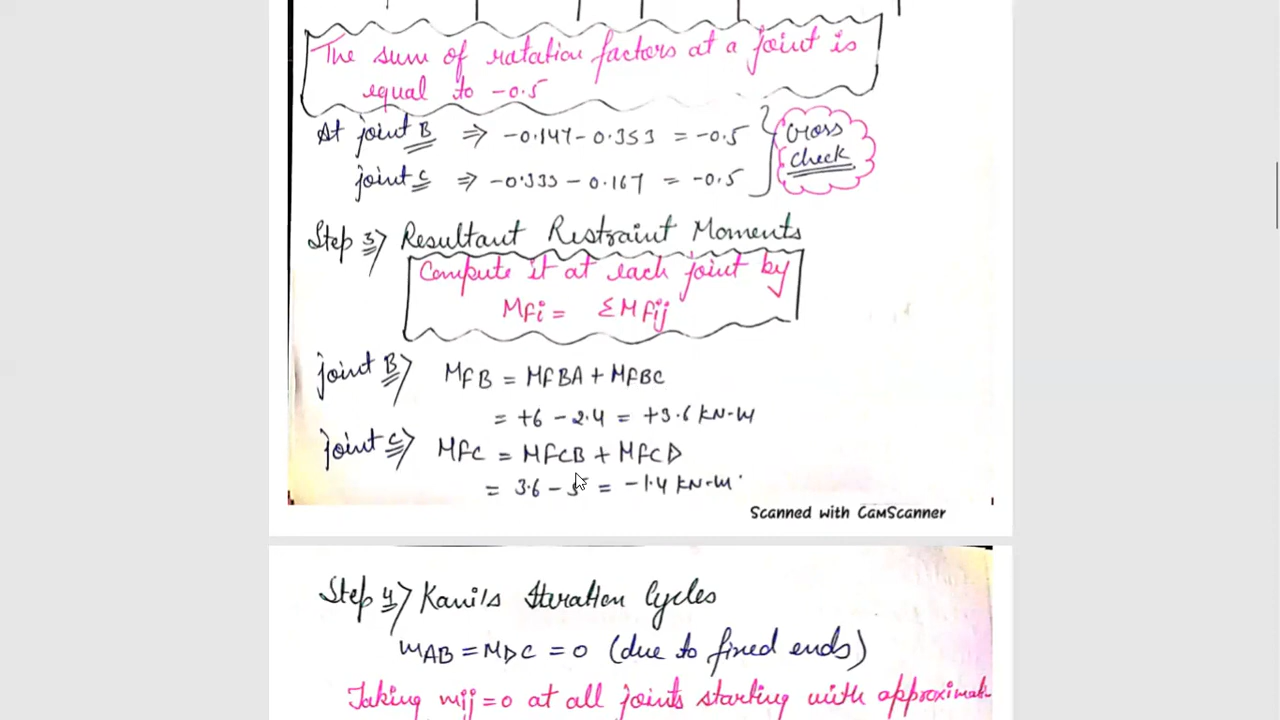 The sum of rotation factors at a joint is
equal to -0.5
At joint B ⇒ -0.147-0.353 = -0.5
joint C ⇒ -0.333-0.167 = -0.5
Cross
check
Step 3> Resultant Restraint Moments
Compute it at each joint by
Mfi = ΣMfij
joint B> MFB = MFBA + MFBC
= +6 - 2.4 = +3.6 kN-M
joint C> MFC = MFCB + MFCD
= 3.6 - 5 = -1.4 kN-M
Scanned with CamScanner
Step 4> Kani's Iteration Cycles
MAB = MDC = 0 (due to fixed ends)
Taking mij = 0 at all joints starting with approximate